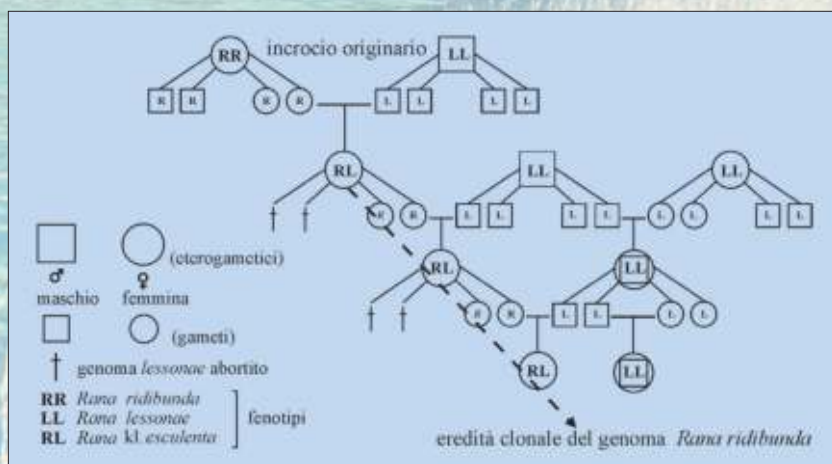 RR incrocio originario LL
R R R R L L L L
RL LL LL
R R L L L L L L L L
♂ ♀ (eterogametici)
maschio femmina
RL LL
R R L L L L
(gameti)
† genoma lessonae abortito
RL LL
RR Rana ridibunda
LL Rana lessonae
RL Rana kl. esculenta
fenotipi
eredità clonale del genoma Rana ridibunda